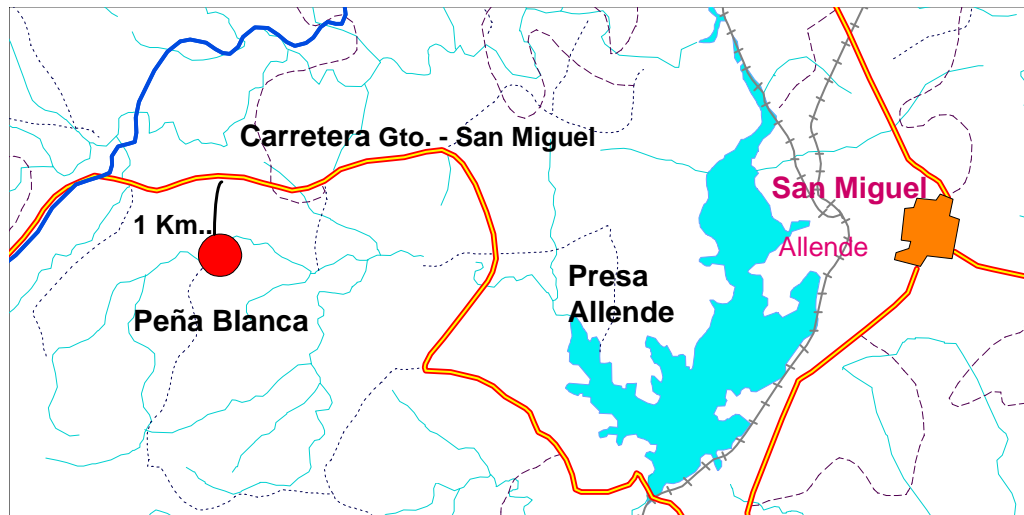 Carretera Gto. - San Miguel
San Miguel
1 Km..
Allende
Presa
Allende
Peña Blanca